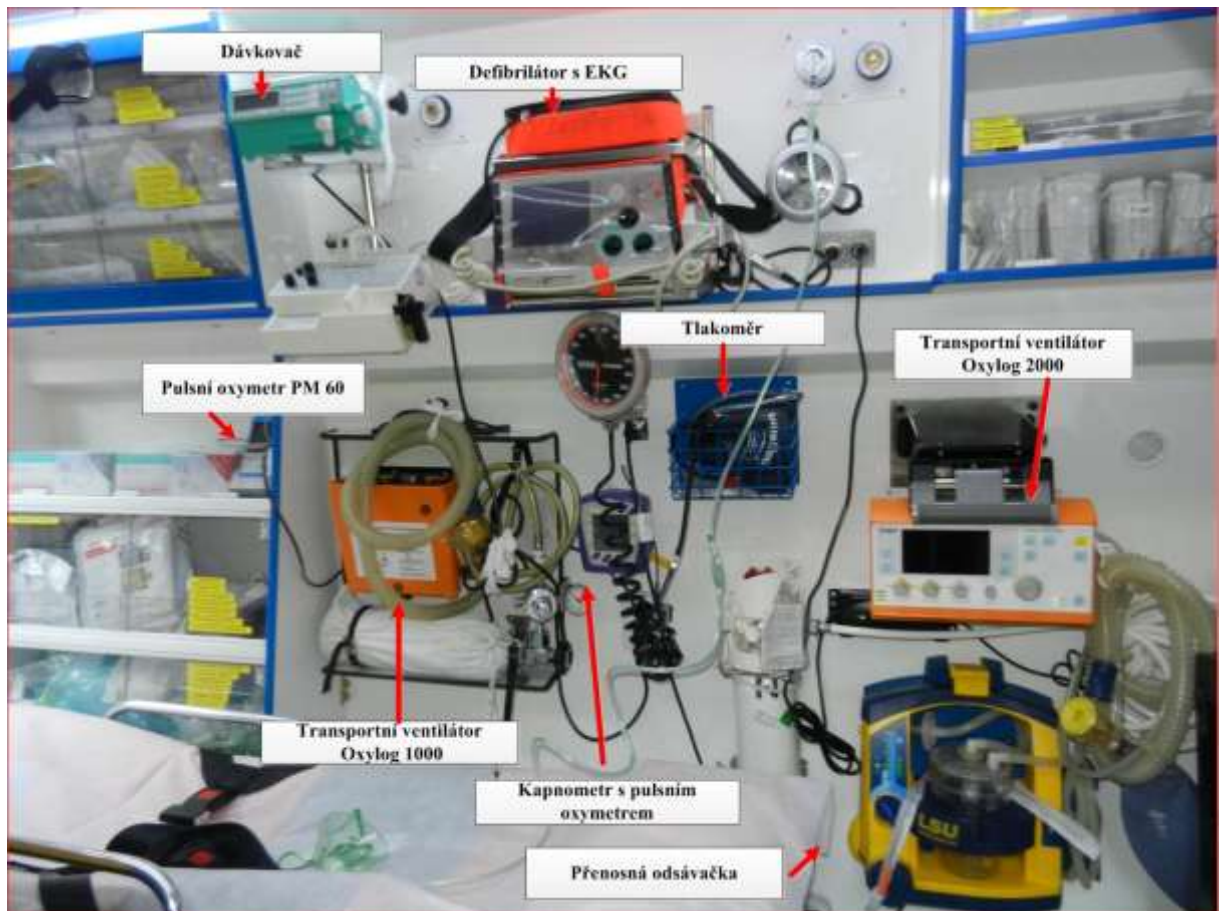 Dávkovač
Defibrilátor s EKG
Tlakoměr
Transportní ventilátor
Oxylog 2000
Pulsní oxymetr PM 60
Transportní ventilátor
Oxylog 1000
Kapnometr s pulsním
oxymetrem
Přenosná odsávačka
LSU